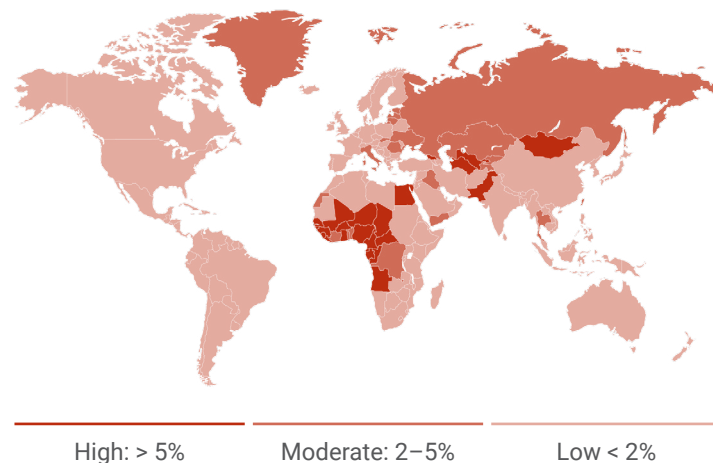 High: > 5%
Moderate: 2–5%
Low < 2%